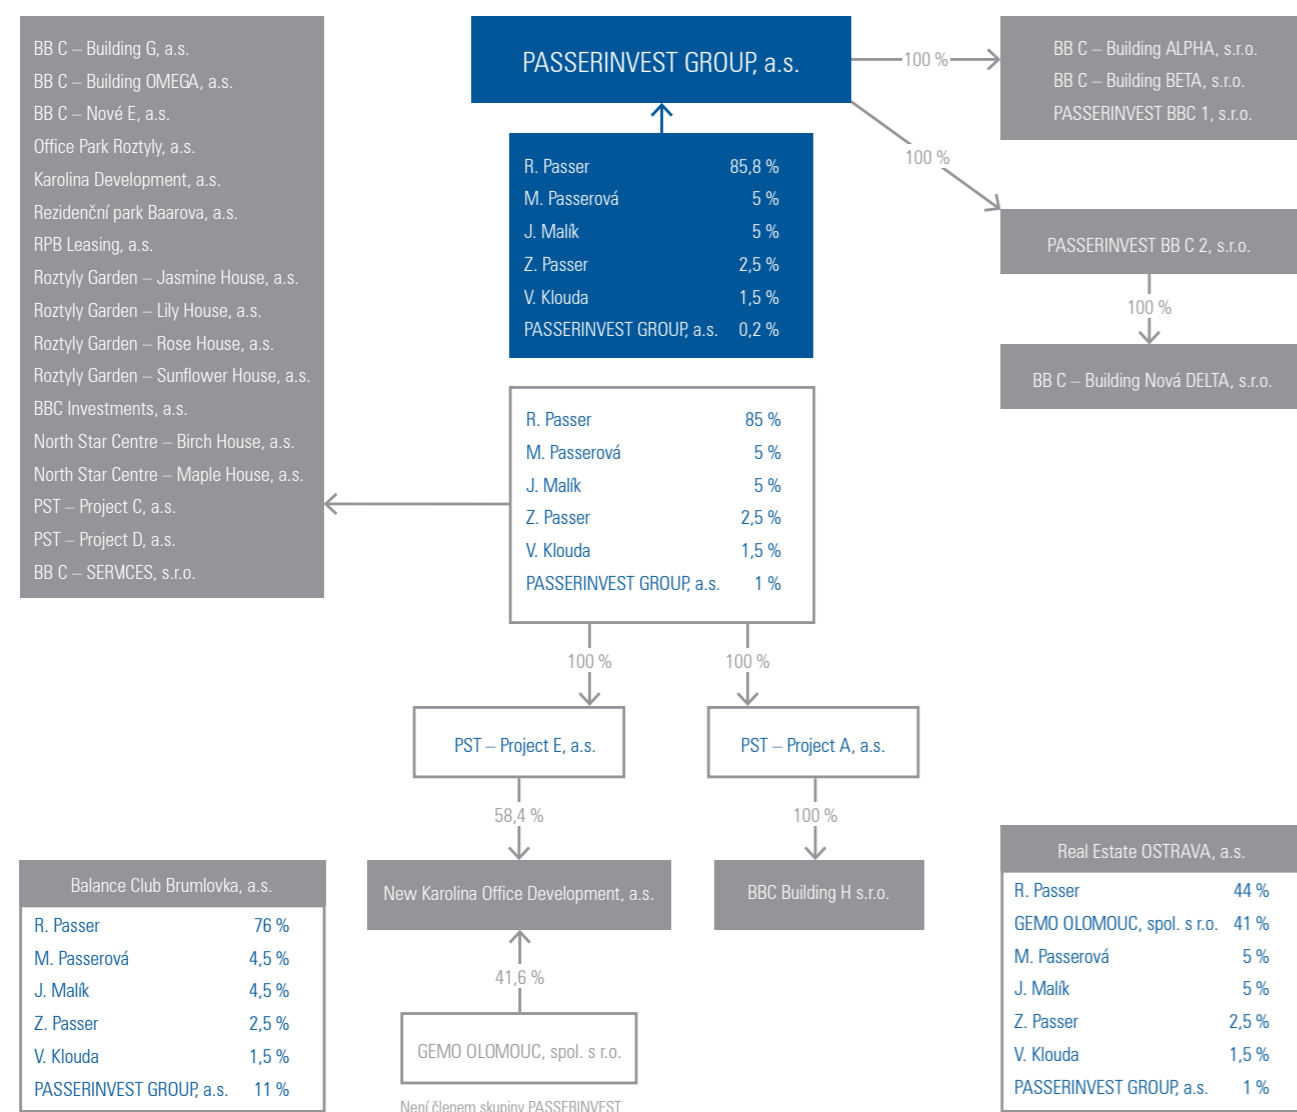 BB C – Building G, a.s.
BB C – Building OMEGA, a.s.
BB C – Nové E, a.s.
Office Park Roztyly, a.s.
Karolina Development, a.s.
Rezidenční park Baarova, a.s.
RPB Leasing, a.s.
Roztyly Garden – Jasmine House, a.s.
Roztyly Garden – Lily House, a.s.
Roztyly Garden – Rose House, a.s.
Roztyly Garden – Sunflower House, a.s.
BBC Investments, a.s.
North Star Centre – Birch House, a.s.
North Star Centre – Maple House, a.s.
PST – Project C, a.s.
PST – Project D, a.s.
BB C – SERVICES, s.r.o.
PASSERINVEST GROUP, a.s.
100 %
BB C – Building ALPHA, s.r.o.
BB C – Building BETA, s.r.o.
PASSERINVEST BBC 1, s.r.o.
100 %
R. Passer 85,8 %
M. Passerová 5 %
J. Malík 5 %
Z. Passer 2,5 %
V. Klouda 1,5 %
PASSERINVEST GROUP, a.s. 0,2 %
PASSERINVEST BB C 2, s.r.o.
100 %
BB C – Building Nová DELTA, s.r.o.
R. Passer 85 %
M. Passerová 5 %
J. Malík 5 %
Z. Passer 2,5 %
V. Klouda 1,5 %
PASSERINVEST GROUP, a.s. 1 %
100 %
100 %
PST – Project E, a.s.
PST – Project A, a.s.
58,4 %
100 %
New Karolina Office Development, a.s.
BBC Building H s.r.o.
41,6 %
GEMO OLOMOUC, spol. s r.o.
Není členem skupiny PASSERINVEST
Balance Club Brumlovka, a.s.
R. Passer 76 %
M. Passerová 4,5 %
J. Malík 4,5 %
Z. Passer 2,5 %
V. Klouda 1,5 %
PASSERINVEST GROUP, a.s. 11 %
Real Estate OSTRAVA, a.s.
R. Passer 44 %
GEMO OLOMOUC, spol. s r.o. 41 %
M. Passerová 5 %
J. Malík 5 %
Z. Passer 2,5 %
V. Klouda 1,5 %
PASSERINVEST GROUP, a.s. 1 %